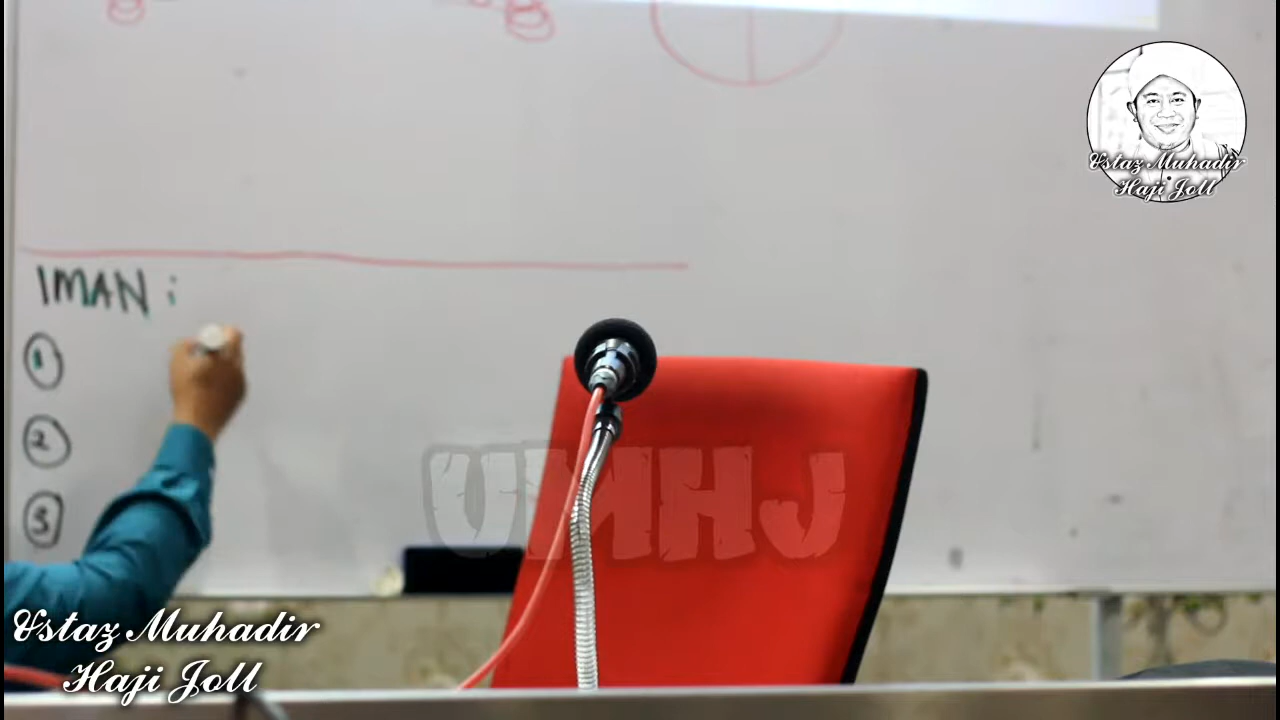 Ustaz Muhadir
Haji Joll
IMAN :
1
2
3
UMHJ
Ustaz Muhadir
Haji Joll